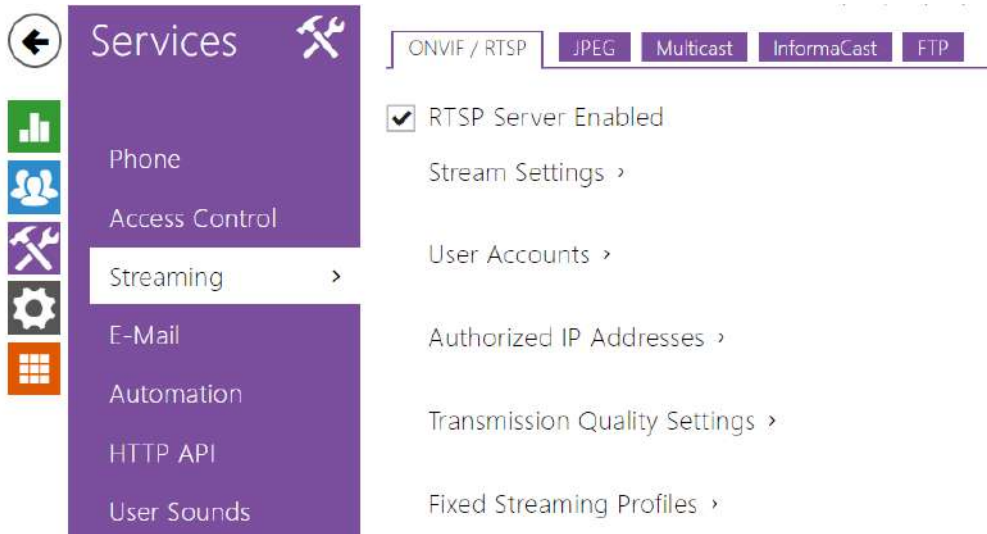 Services
Phone
Access Control
Streaming >
E-Mail
Automation
HTTP API
User Sounds
ONVIF / RTSP JPEG Multicast InformaCast FTP
RTSP Server Enabled
Stream Settings >
User Accounts >
Authorized IP Addresses >
Transmission Quality Settings >
Fixed Streaming Profiles >